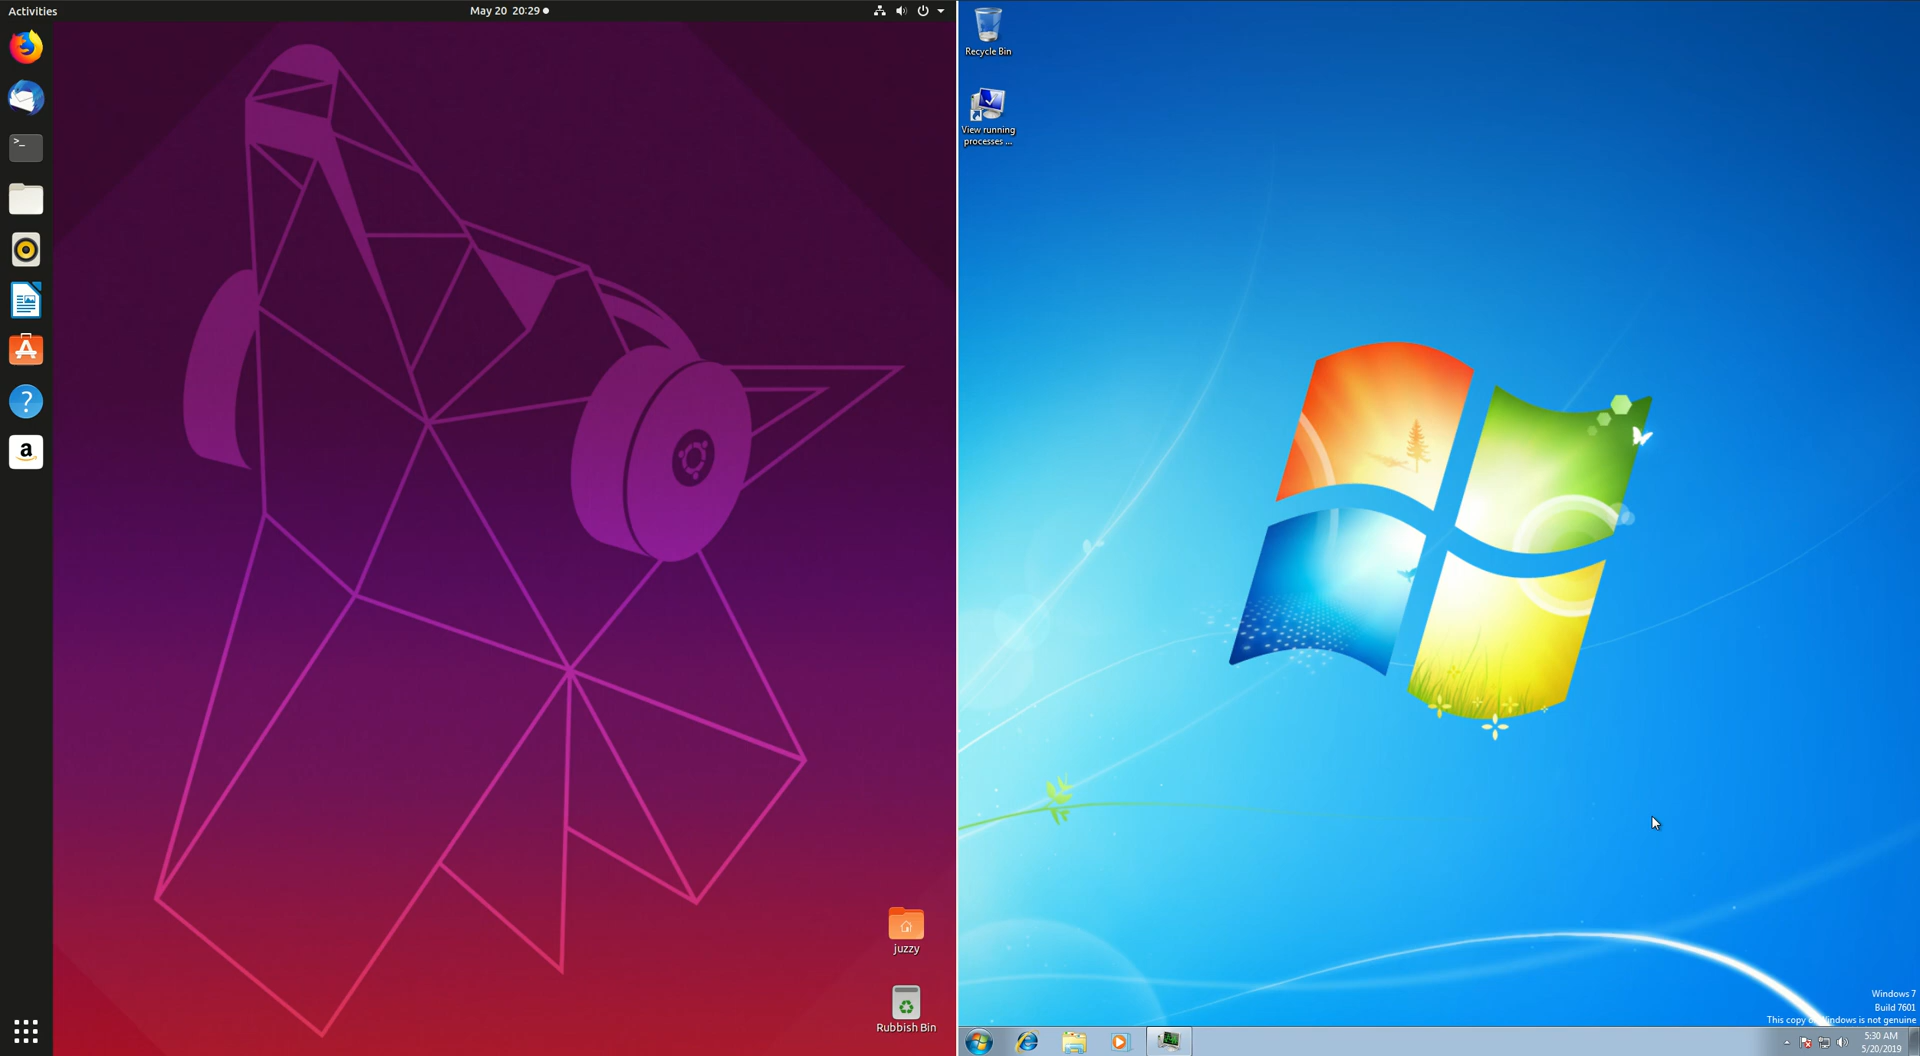 Activities
May 20 20:29
>_
?
a
juzzy
Rubbish Bin
Recycle Bin
View running
processes ...
Windows 7
Build 7601
This copy of Windows is not genuine
5:30 AM
5/20/2019